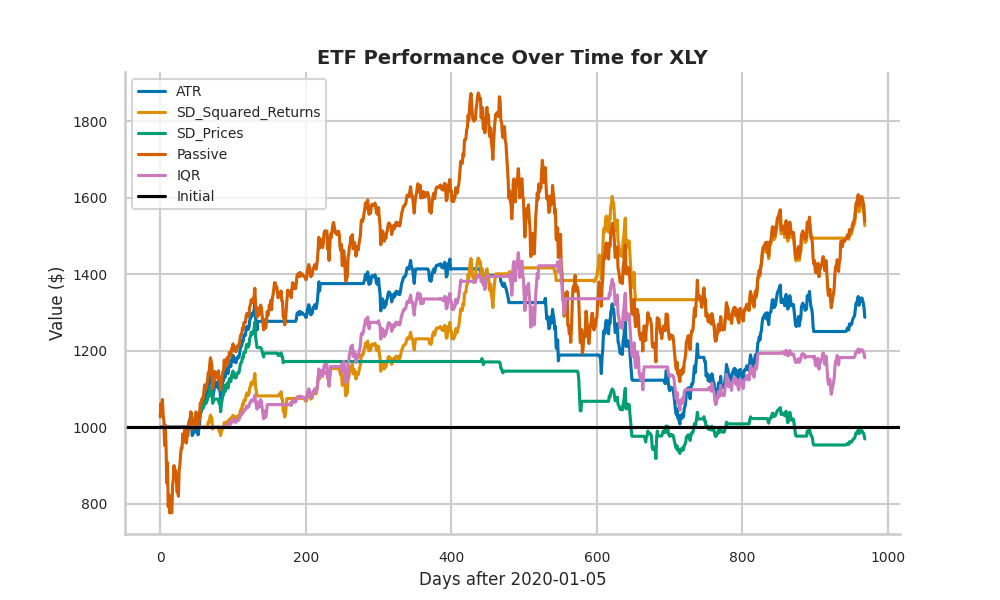 ETF Performance Over Time for XLY
ATR
SD_Squared_Returns
SD_Prices
Passive
IQR
Initial
Value ($)
1800
1600
1400
1200
1000
800
0 200 400 600 800 1000
Days after 2020-01-05